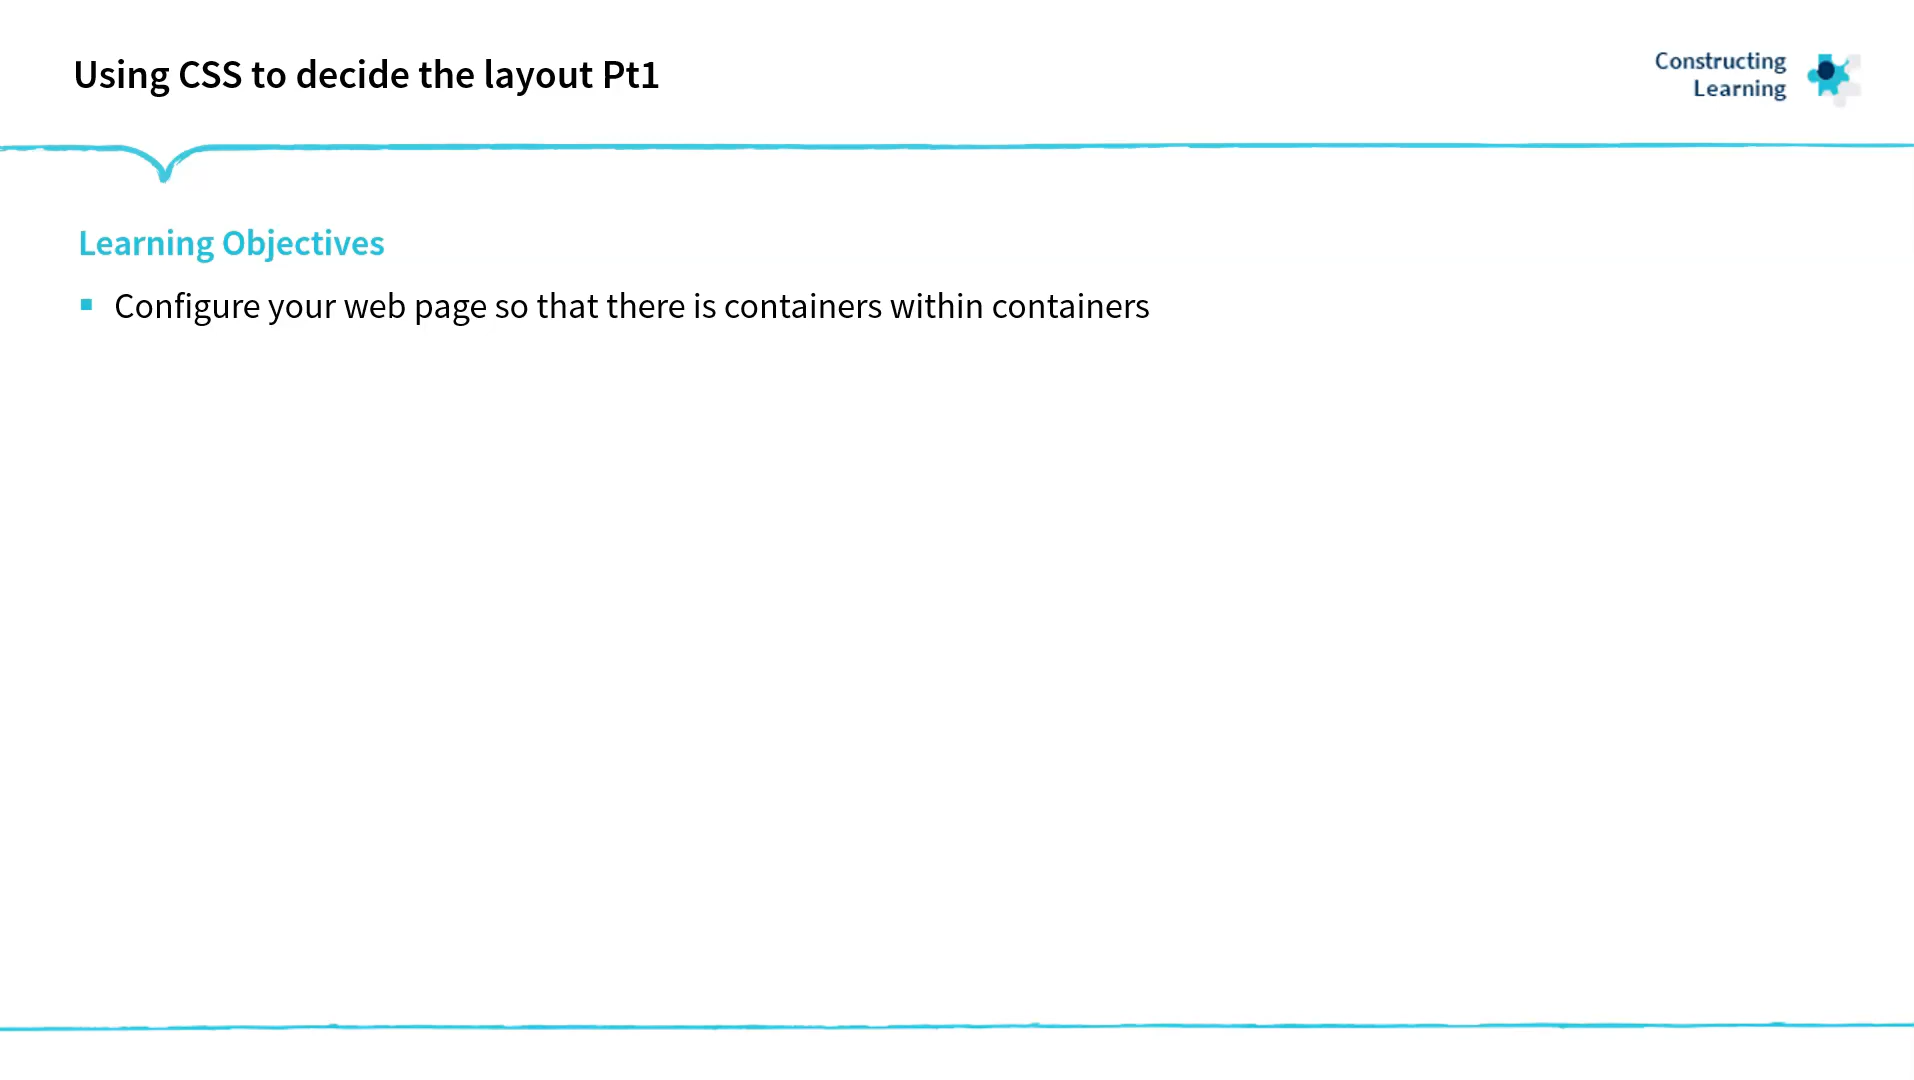 Using CSS to decide the layout Pt1
Constructing
Learning
Learning Objectives
Configure your web page so that there is containers within containers